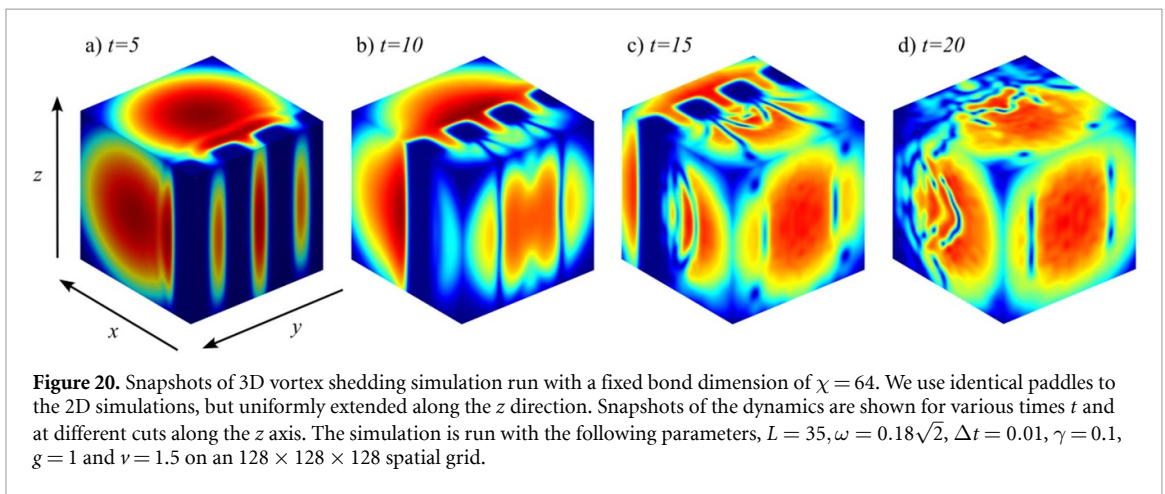 a) t=5
b) t=10
c) t=15
d) t=20
z
x
y
Figure 20. Snapshots of 3D vortex shedding simulation run with a fixed bond dimension of χ = 64. We use identical paddles to
the 2D simulations, but uniformly extended along the z direction. Snapshots of the dynamics are shown for various times t and
at different cuts along the z axis. The simulation is run with the following parameters, L = 35, ω = 0.18√2, Δt = 0.01, γ = 0.1,
g = 1 and ν = 1.5 on an 128 × 128 × 128 spatial grid.